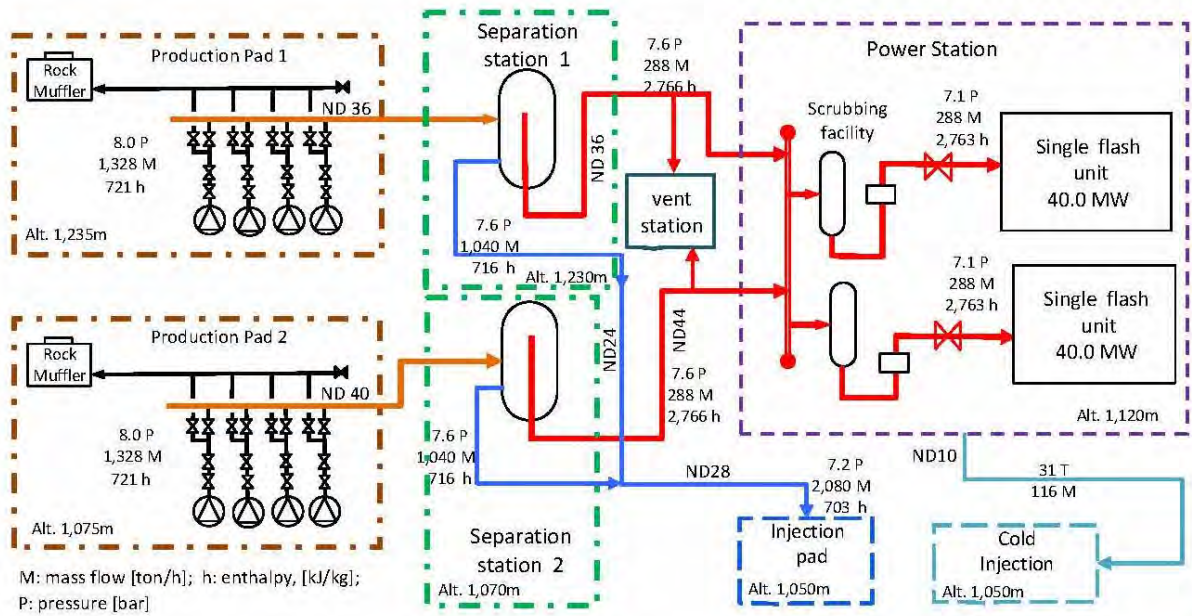 Production Pad 1
Rock
Muffler
ND 36
8.0 P
1,328 M
721 h
Alt. 1,235m
Separation
station 1
7.6 P
1,040 M
716 h
Alt. 1,230m
ND 36
7.6 P
288 M
2,766 h
vent
station
Power Station
Scrubbing
facility
7.1 P
288 M
2,763 h
Single flash
unit
40.0 MW
7.1 P
288 M
2,763 h
Single flash
unit
40.0 MW
Alt. 1,120m
Production Pad 2
Rock
Muffler
ND 40
8.0 P
1,328 M
721 h
Alt. 1,075m
ND24
ND44
7.6 P
288 M
2,766 h
7.6 P
1,040 M
716 h
Separation
station 2
Alt. 1,070m
ND28
7.2 P
2,080 M
703 h
Injection
pad
Alt. 1,050m
ND10
31 T
116 M
Cold
Injection
Alt. 1,050m
M: mass flow [ton/h]; h: enthalpy, [kJ/kg];
P: pressure [bar]